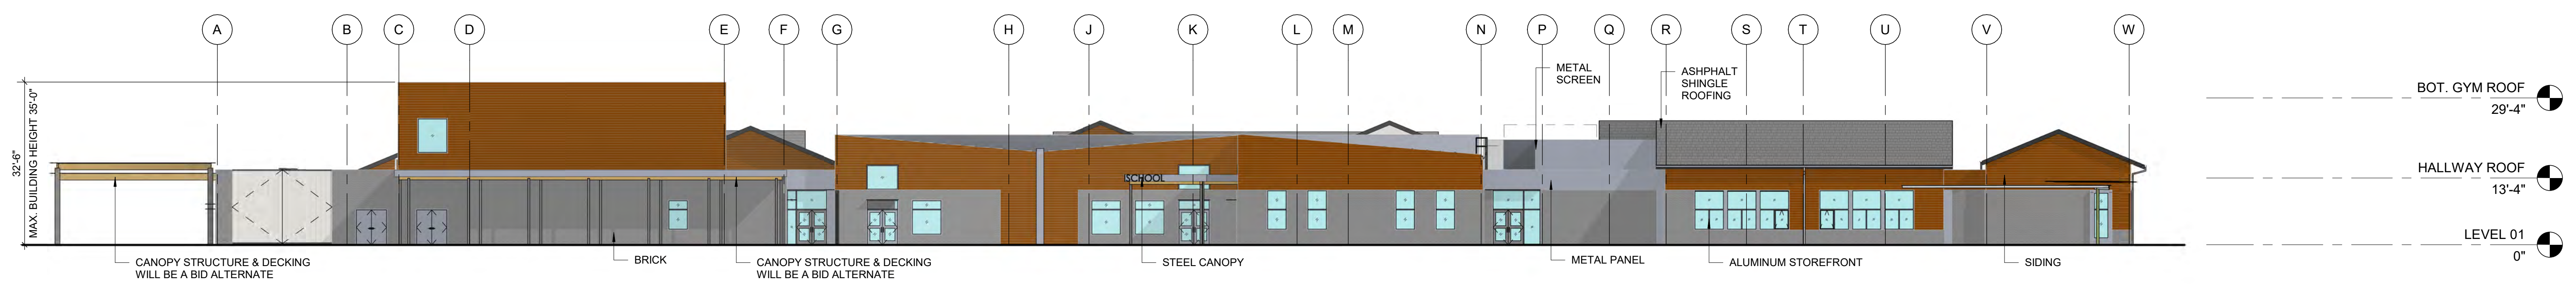 A B C D E F G H J K L M N P Q R S T U V W
METAL
SCREEN
ASHPHALT
SHINGLE
ROOFING
BOT. GYM ROOF
29'-4"
HALLWAY ROOF
13'-4"
LEVEL 01
0"
32'-6"
MAX. BUILDING HEIGHT 35'-0"
SCHOOL
CANOPY STRUCTURE & DECKING
WILL BE A BID ALTERNATE
BRICK
CANOPY STRUCTURE & DECKING
WILL BE A BID ALTERNATE
STEEL CANOPY
METAL PANEL
ALUMINUM STOREFRONT
SIDING